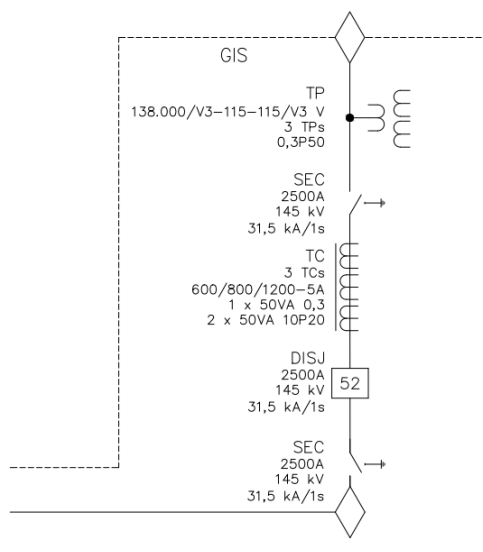 GIS
TP
138.000/V3-115-115/V3 V
3 TPs
0,3P50
SEC
2500A
145 kV
31,5 kA/1s
TC
3 TCs
600/800/1200-5A
1 x 50VA 0,3
2 x 50VA 10P20
DISJ
2500A
145 kV
31,5 kA/1s
52
SEC
2500A
145 kV
31,5 kA/1s